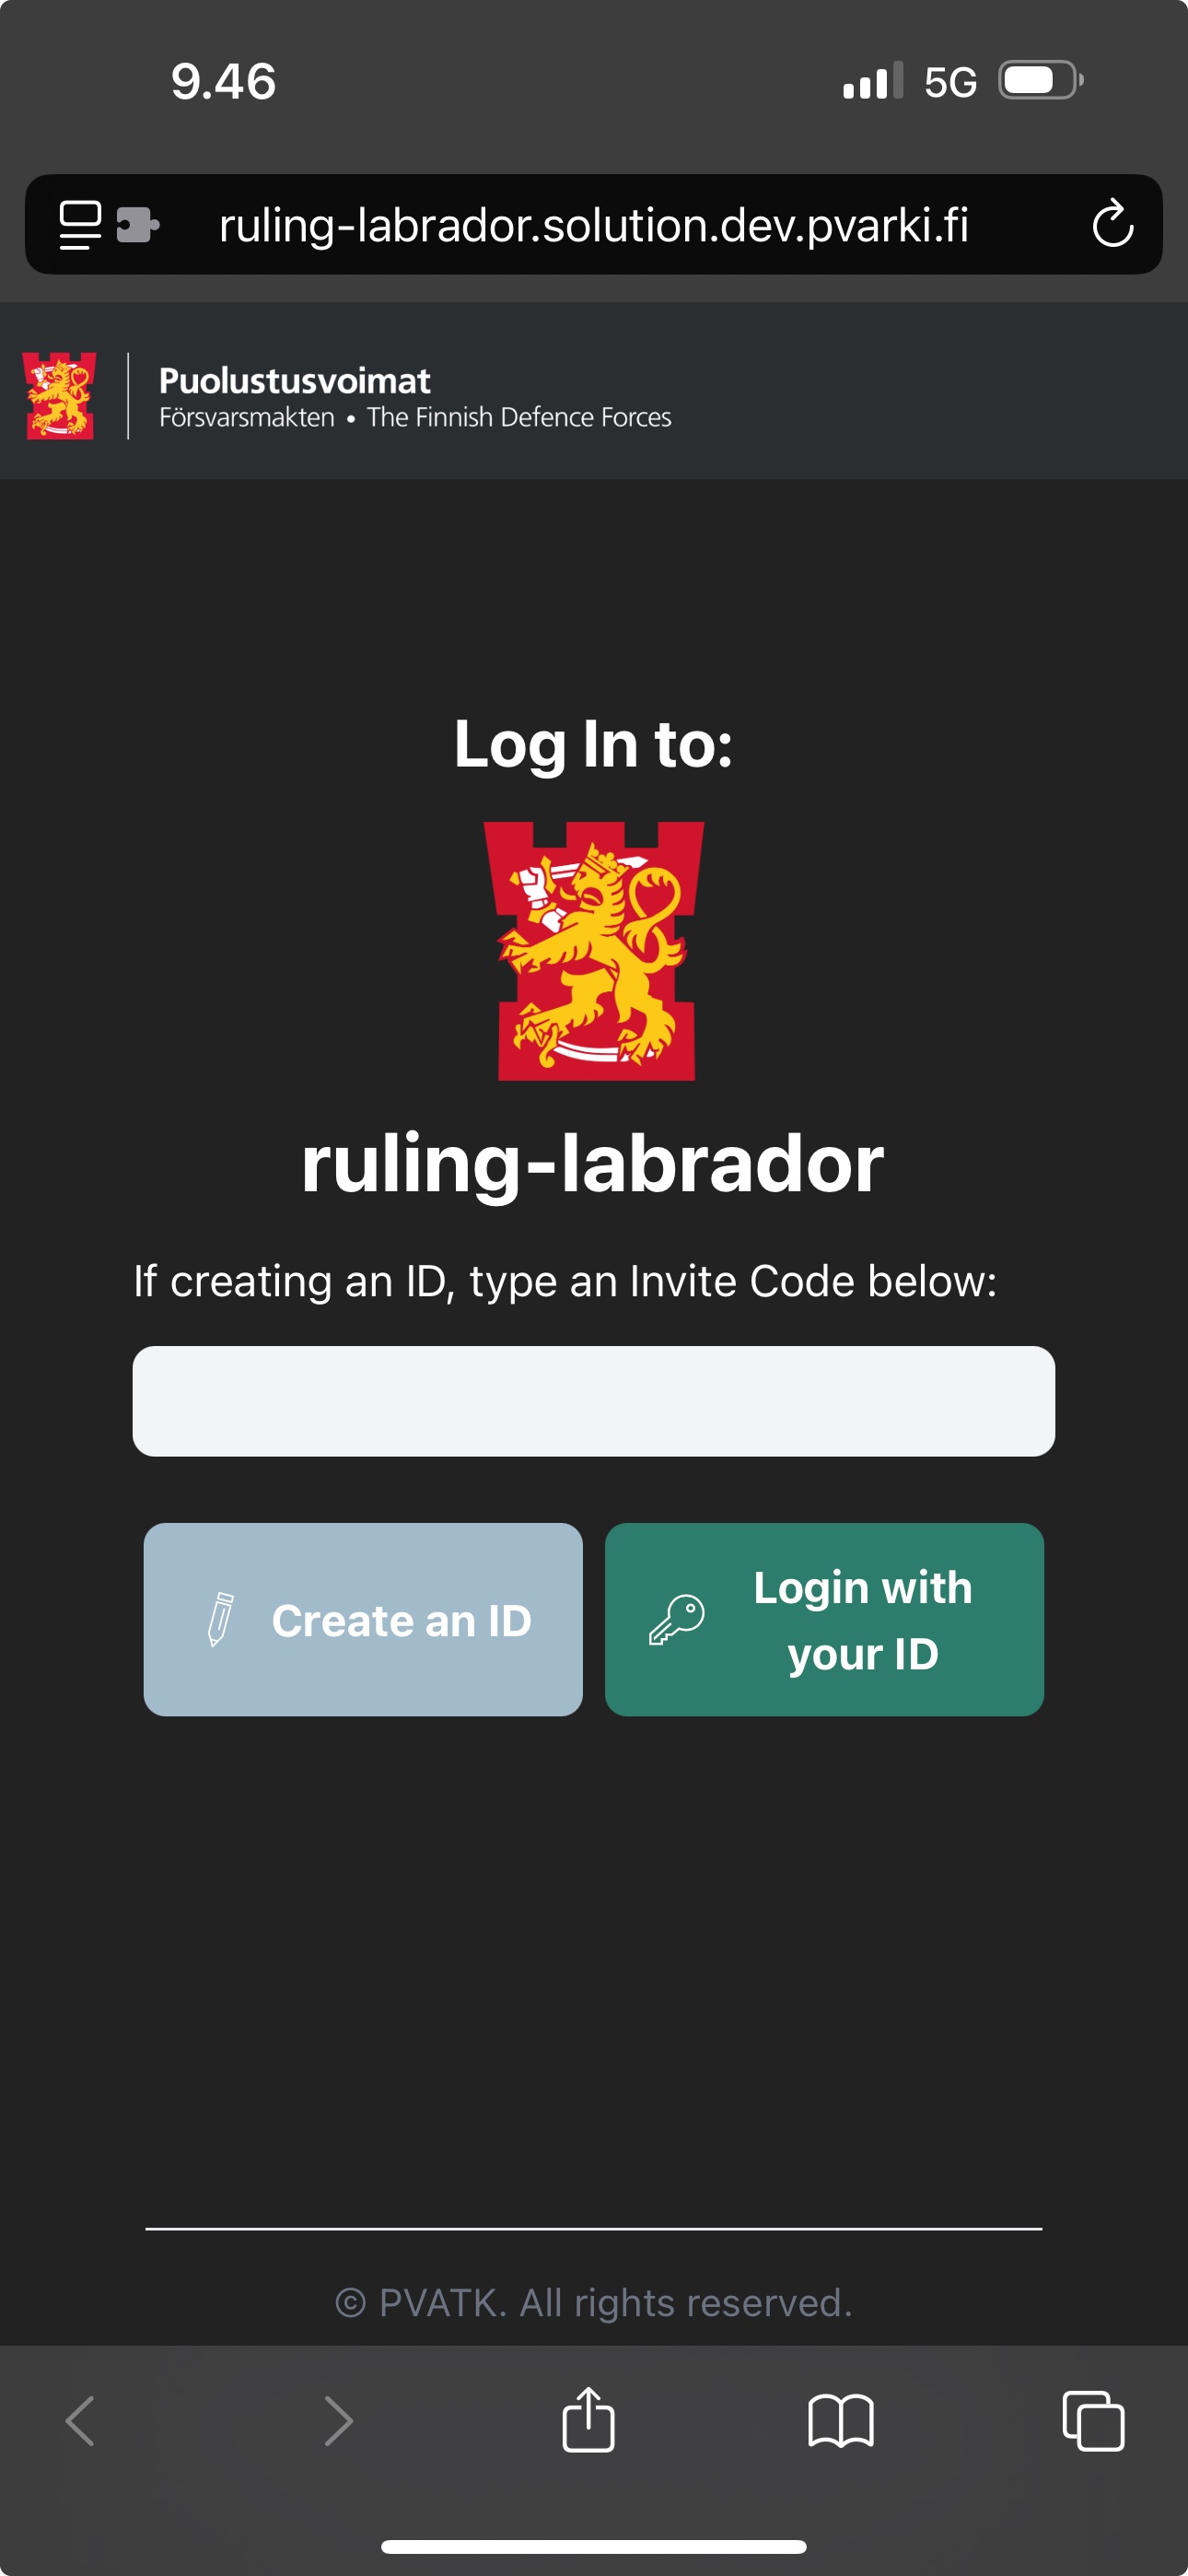 9.46
5G
ruling-labrador.solution.dev.pvarki.fi
Puolustusvoimat
Försvarsmakten • The Finnish Defence Forces
Log In to:
ruling-labrador
If creating an ID, type an Invite Code below:
Create an ID
Login with
your ID
© PVATK. All rights reserved.